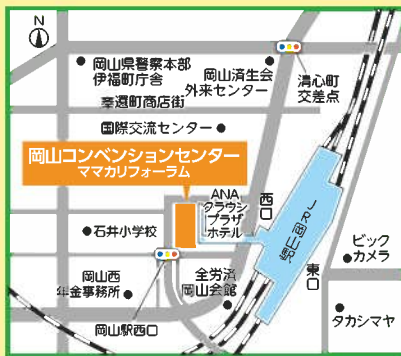 N
岡山県警察本部
伊福町庁舎
岡山済生会
外来センター
清心町
交差点
奉還町商店街
国際交流センター
岡山コンベンションセンター
ママカリフォーラム
ANA
クラウン
プラザ
ホテル
西口
JR岡山駅
東口
石井小学校
ビック
カメラ
岡山西
年金事務所
全労済
岡山会館
岡山駅西口
タカシマヤ